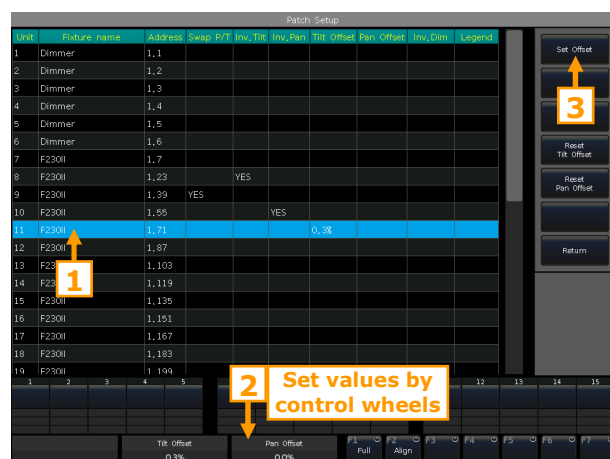 Patch Setup
Unit Fixture name Address Swap P/T Inv.Tilt Inv.Pan Tilt Offset Pan Offset Inv.Dim Legend
1 Dimmer 1.1
2 Dimmer 1.2
3 Dimmer 1.3
4 Dimmer 1.4
5 Dimmer 1.5
6 Dimmer 1.6
7 F230II 1.7
8 F230II 1.23 YES
9 F230II 1.39 YES
10 F230II 1.55 YES
11 F230II 1.71 0.3%
12 F230II 1.87
13 F23 1.103
14 F23 1.119
15 F230II 1.135
16 F230II 1.151
17 F230II 1.167
18 F230II 1.183
19 F230II 1.199
Set Offset
3
Reset
Tilt Offset
Reset
Pan Offset
Return
1
1 2 3 4 5 12 13 14 15
2
Set values by
control wheels
Tilt Offset
0.3%
Pan Offset
0.0%
F1 Full
F2 Align
F3 F4 F5 F6 F7